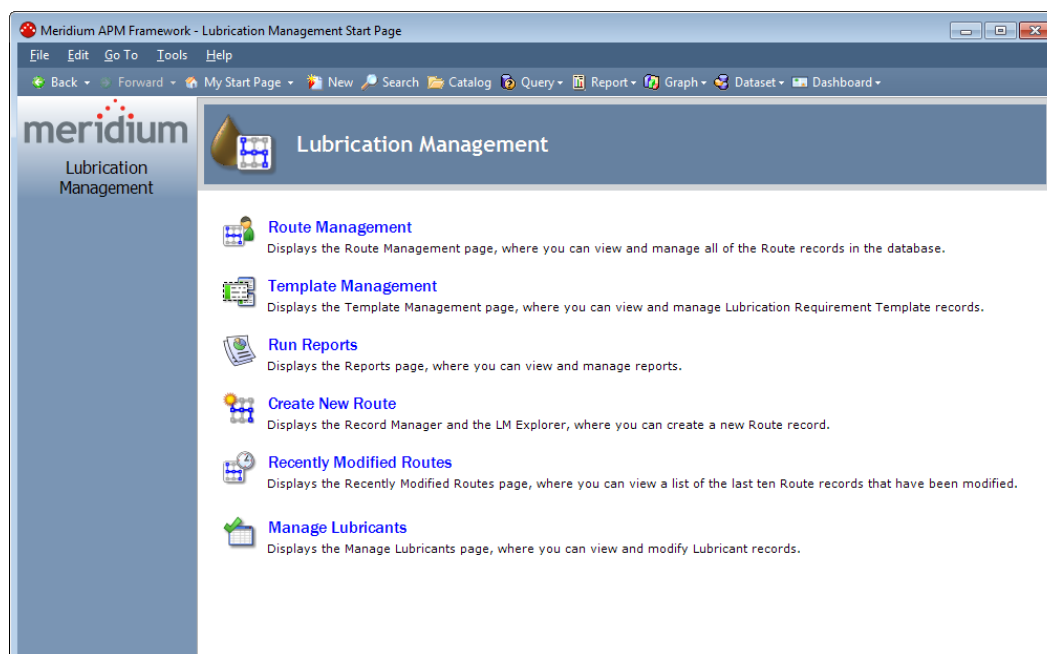 Meridium APM Framework - Lubrication Management Start Page
File Edit Go To Tools Help
Back Forward My Start Page New Search Catalog Query Report Graph Dataset Dashboard
meridium
Lubrication
Management
Lubrication Management
Route Management
Displays the Route Management page, where you can view and manage all of the Route records in the database.
Template Management
Displays the Template Management page, where you can view and manage Lubrication Requirement Template records.
Run Reports
Displays the Reports page, where you can view and manage reports.
Create New Route
Displays the Record Manager and the LM Explorer, where you can create a new Route record.
Recently Modified Routes
Displays the Recently Modified Routes page, where you can view a list of the last ten Route records that have been modified.
Manage Lubricants
Displays the Manage Lubricants page, where you can view and modify Lubricant records.